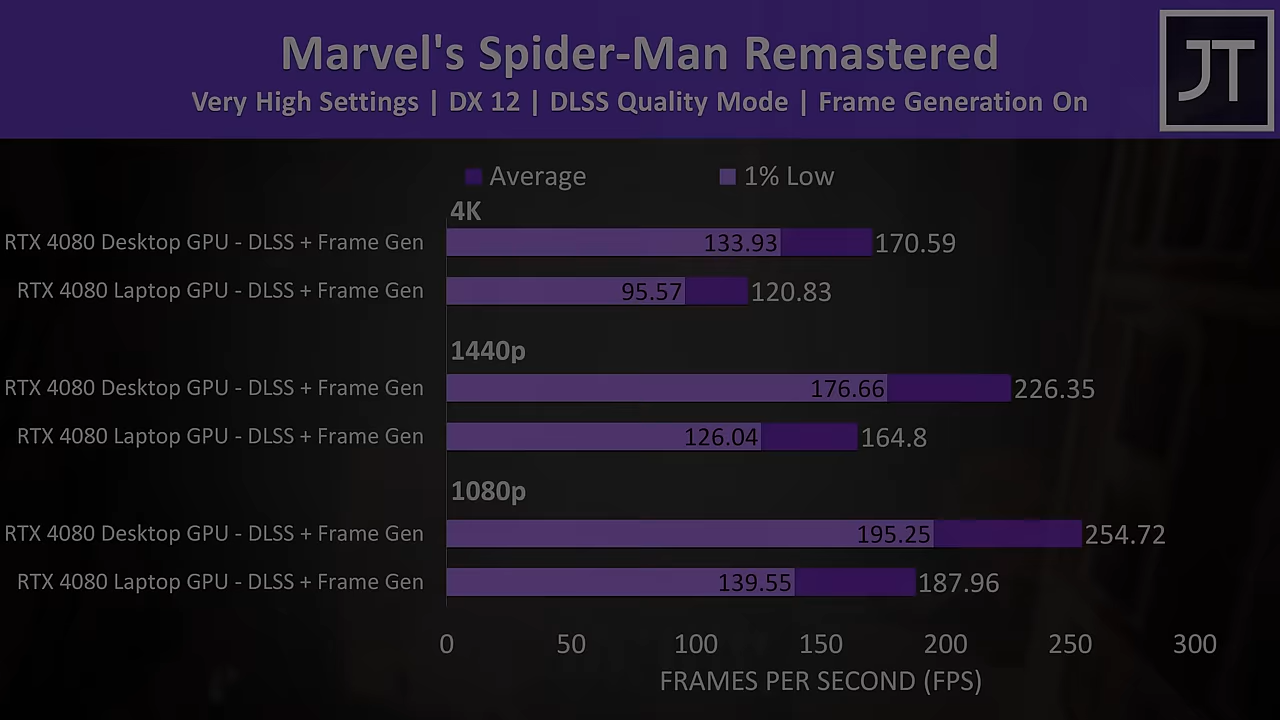 Marvel's Spider-Man Remastered
Very High Settings | DX 12 | DLSS Quality Mode | Frame Generation On
JT
Average 1% Low
4K
RTX 4080 Desktop GPU - DLSS + Frame Gen 133.93 170.59
RTX 4080 Laptop GPU - DLSS + Frame Gen 95.57 120.83
1440p
RTX 4080 Desktop GPU - DLSS + Frame Gen 176.66 226.35
RTX 4080 Laptop GPU - DLSS + Frame Gen 126.04 164.8
1080p
RTX 4080 Desktop GPU - DLSS + Frame Gen 195.25 254.72
RTX 4080 Laptop GPU - DLSS + Frame Gen 139.55 187.96
0 50 100 150 200 250 300
FRAMES PER SECOND (FPS)